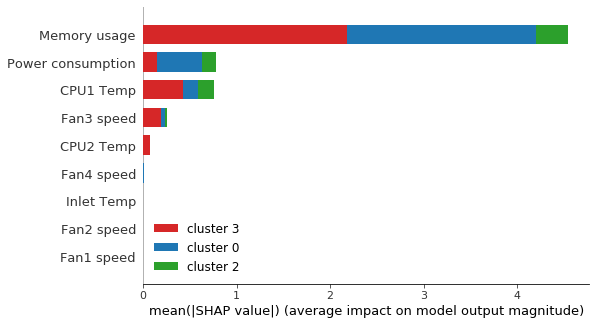 Memory usage
Power consumption
CPU1 Temp
Fan3 speed
CPU2 Temp
Fan4 speed
Inlet Temp
Fan2 speed
Fan1 speed
cluster 3
cluster 0
cluster 2
0 1 2 3 4
mean(|SHAP value|) (average impact on model output magnitude)